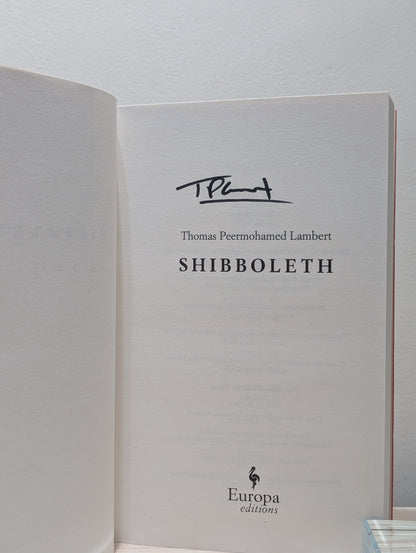 Thomas Peermohamed Lambert
SHIBBOLETH
Europa
editions